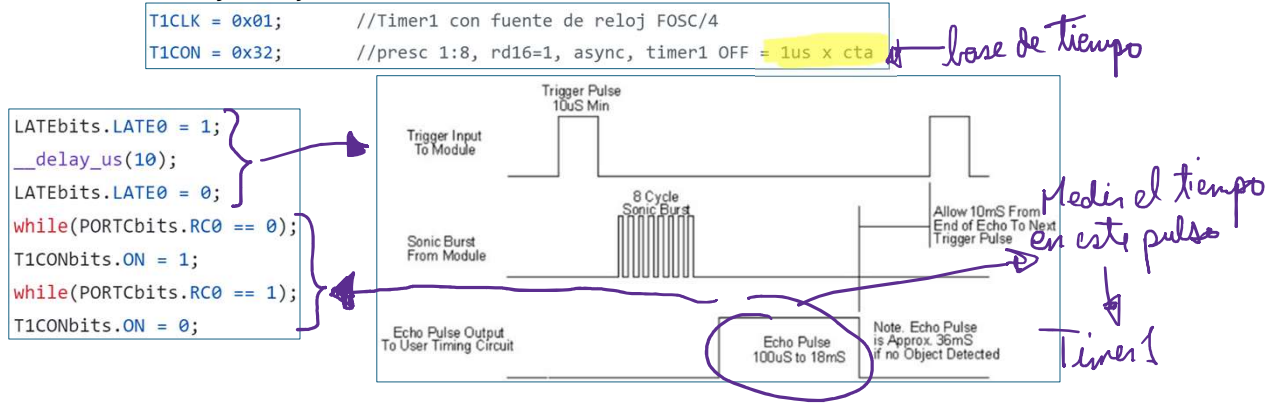 T1CLK = 0x01;        //Timer1 con fuente de reloj FOSC/4
T1CON = 0x32;        //presc 1:8, rd16=1, async, timer1 OFF = 1us x cta
base de tiempo
LATEbits.LATE0 = 1;
__delay_us(10);
LATEbits.LATE0 = 0;
while(PORTCbits.RC0 == 0);
T1CONbits.ON = 1;
while(PORTCbits.RC0 == 1);
T1CONbits.ON = 0;
Trigger Pulse
10uS Min
Trigger Input
To Module
8 Cycle
Sonic Burst
Sonic Burst
From Module
Allow 10mS From
End of Echo To Next
Trigger Pulse
Echo Pulse Output
To User Timing Circuit
Echo Pulse
100uS to 18mS
Note. Echo Pulse
is Approx. 36mS
if no Object Detected
Medir el tiempo
en este pulso
Timer1